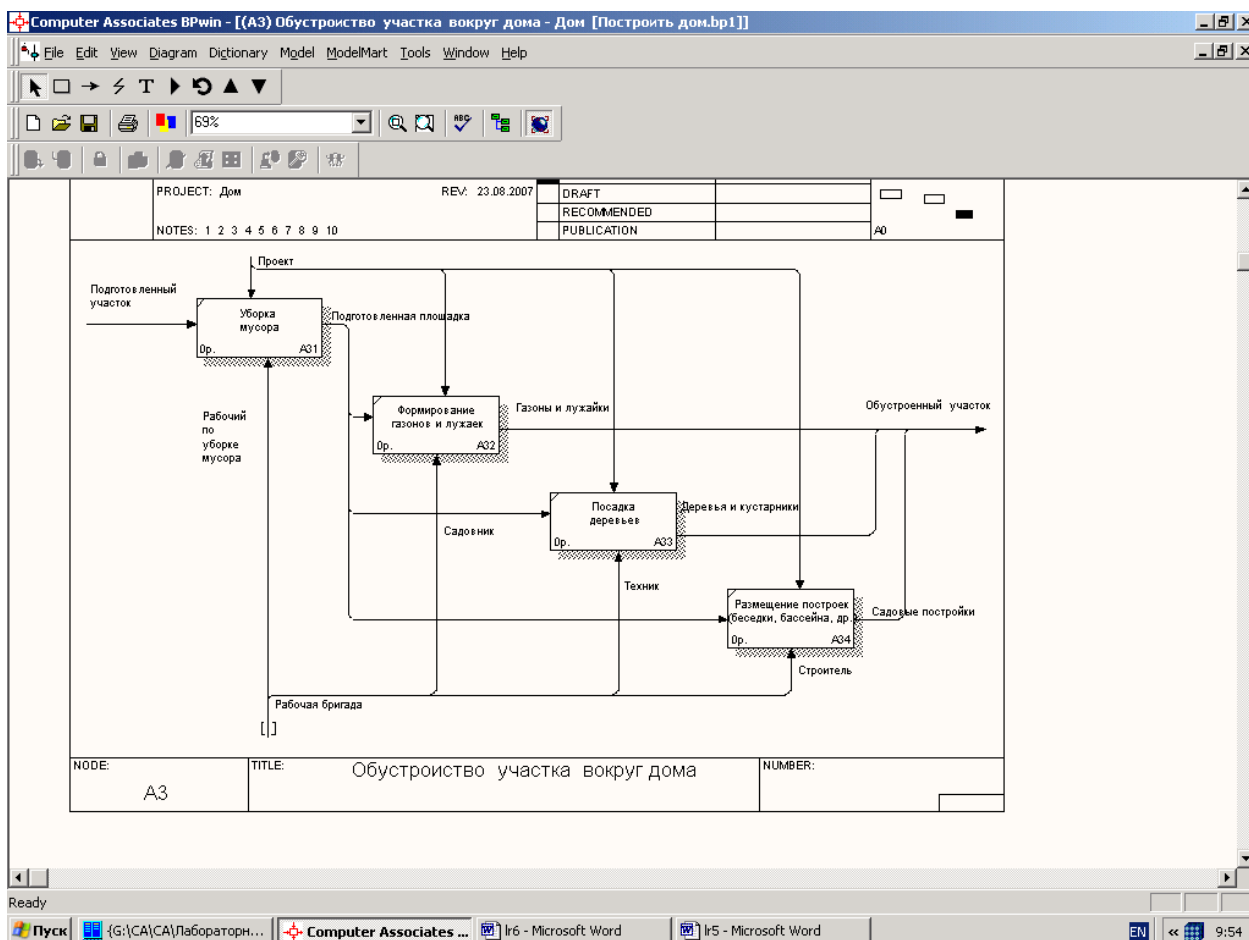 Computer Associates BPwin - [(A3) Обустроиство участка вокруг дома - Дом [Построить дом.bp1]]
File Edit View Diagram Dictionary Model ModelMart Tools Window Help
69%
PROJECT: Дом
REV: 23.08.2007
DRAFT
RECOMMENDED
NOTES: 1 2 3 4 5 6 7 8 9 10
PUBLICATION
A0
Проект
Подготовленный
участок
Уборка
мусора
0р.
A31
Подготовленная площадка
Рабочий
по
уборке
мусора
Формирование
газонов и лужаек
0р.
A32
Газоны и лужайки
Обустроенный участок
Садовник
Посадка
деревьев
0р.
A33
Деревья и кустарники
Техник
Размещение построек
(беседки, бассейна, др.)
0р.
A34
Садовые постройки
Строитель
Рабочая бригада
NODE:
A3
TITLE:
Обустроиство участка вокруг дома
NUMBER:
Ready
Пуск
{G:\CA\CA\Лабораторн...
Computer Associates ...
lr6 - Microsoft Word
lr5 - Microsoft Word
EN
9:54